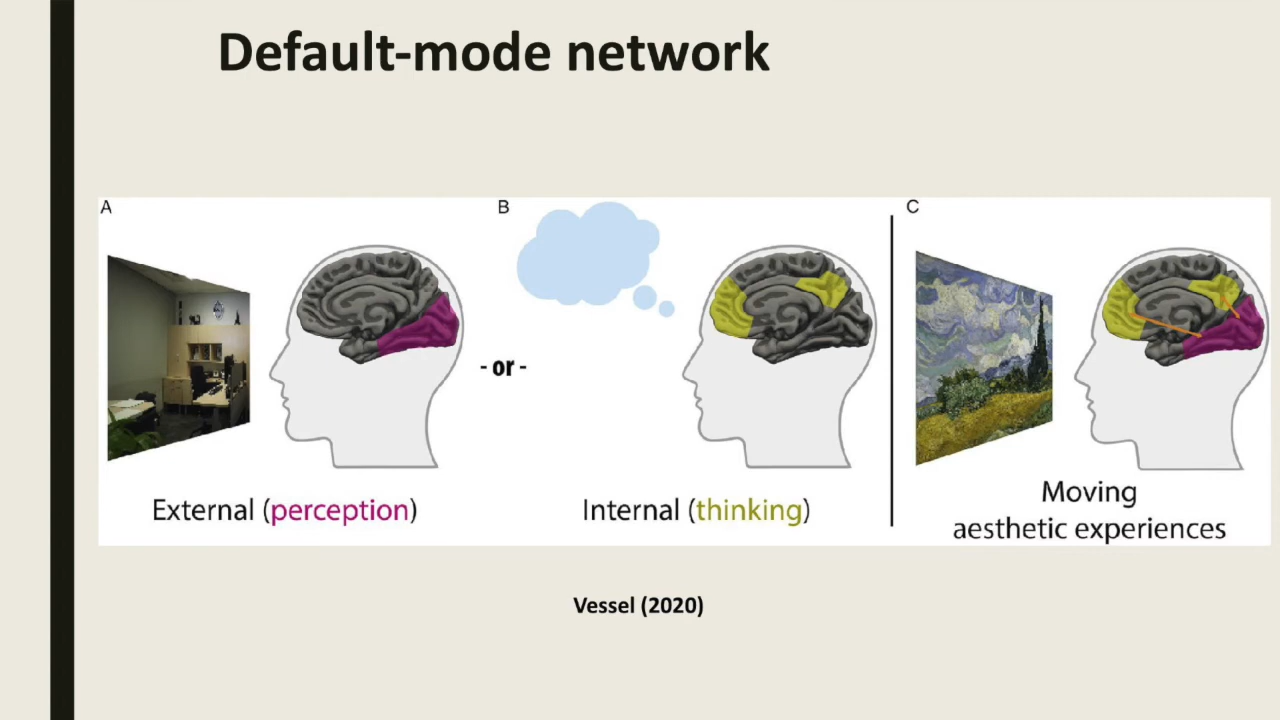 Default-mode network
A
B
C
- or -
External (perception)
Internal (thinking)
Moving
aesthetic experiences
Vessel (2020)